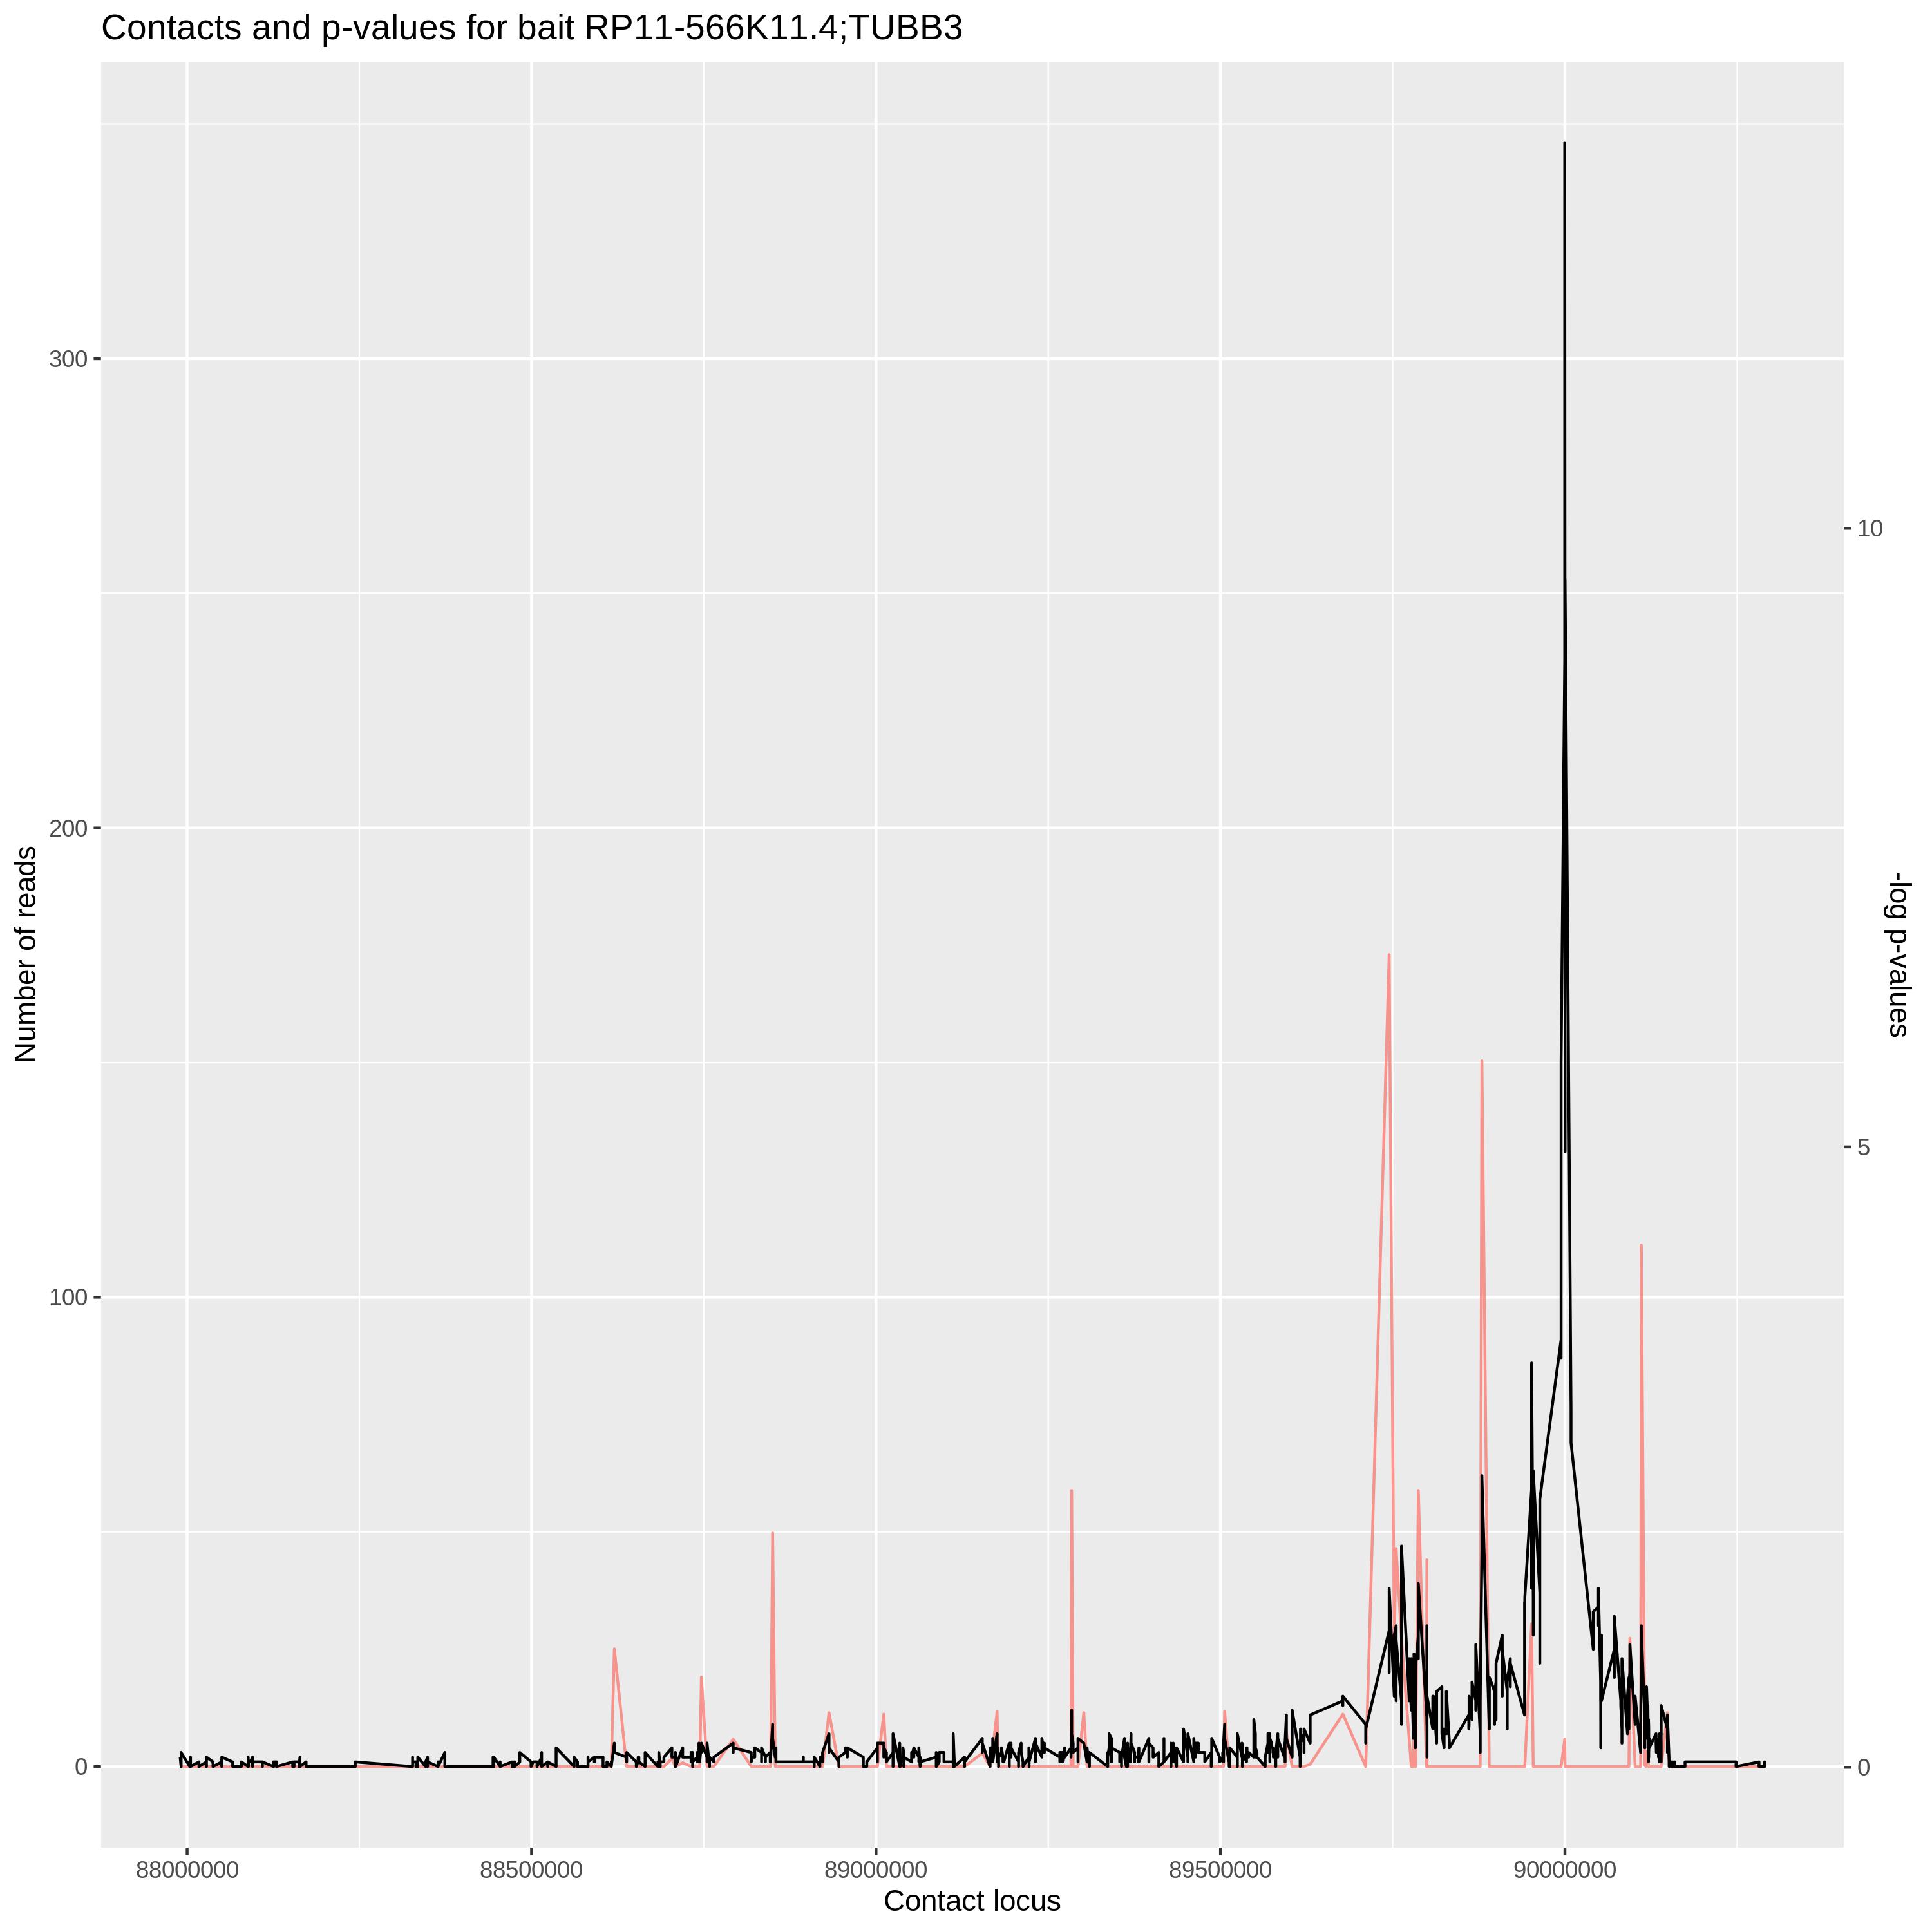 Contacts and p-values for bait RP11-566K11.4;TUBB3
Number of reads
300
200
100
0
-log p-values
10
5
0
88000000 88500000 89000000 89500000 90000000
Contact locus